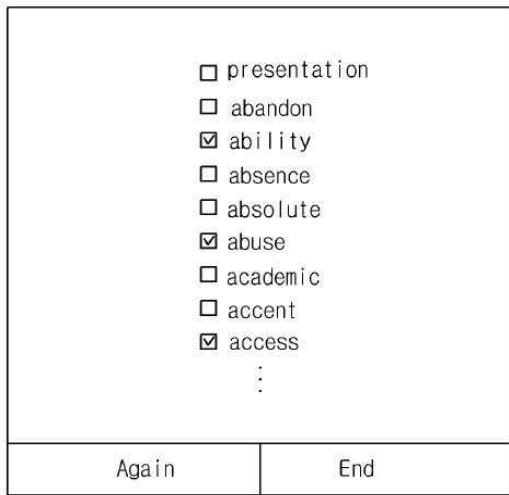 ☐ presentation
☐ abandon
☑ ability
☐ absence
☐ absolute
☑ abuse
☐ academic
☐ accent
☑ access
⋮
Again End